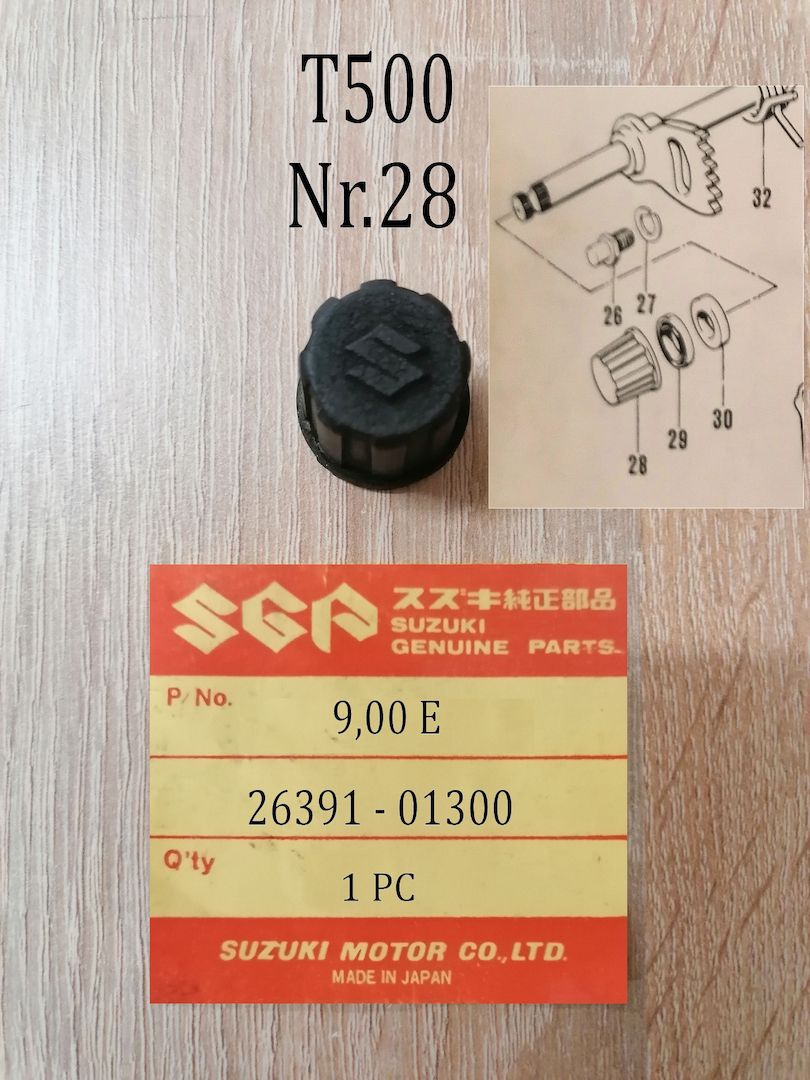 T500
Nr.28
32
26
27
28
29
30
SGP
スズキ純正部品
SUZUKI
GENUINE PARTS
P/No.
9,00 E
26391 - 01300
Q'ty
1 PC
SUZUKI MOTOR CO.,LTD.
MADE IN JAPAN